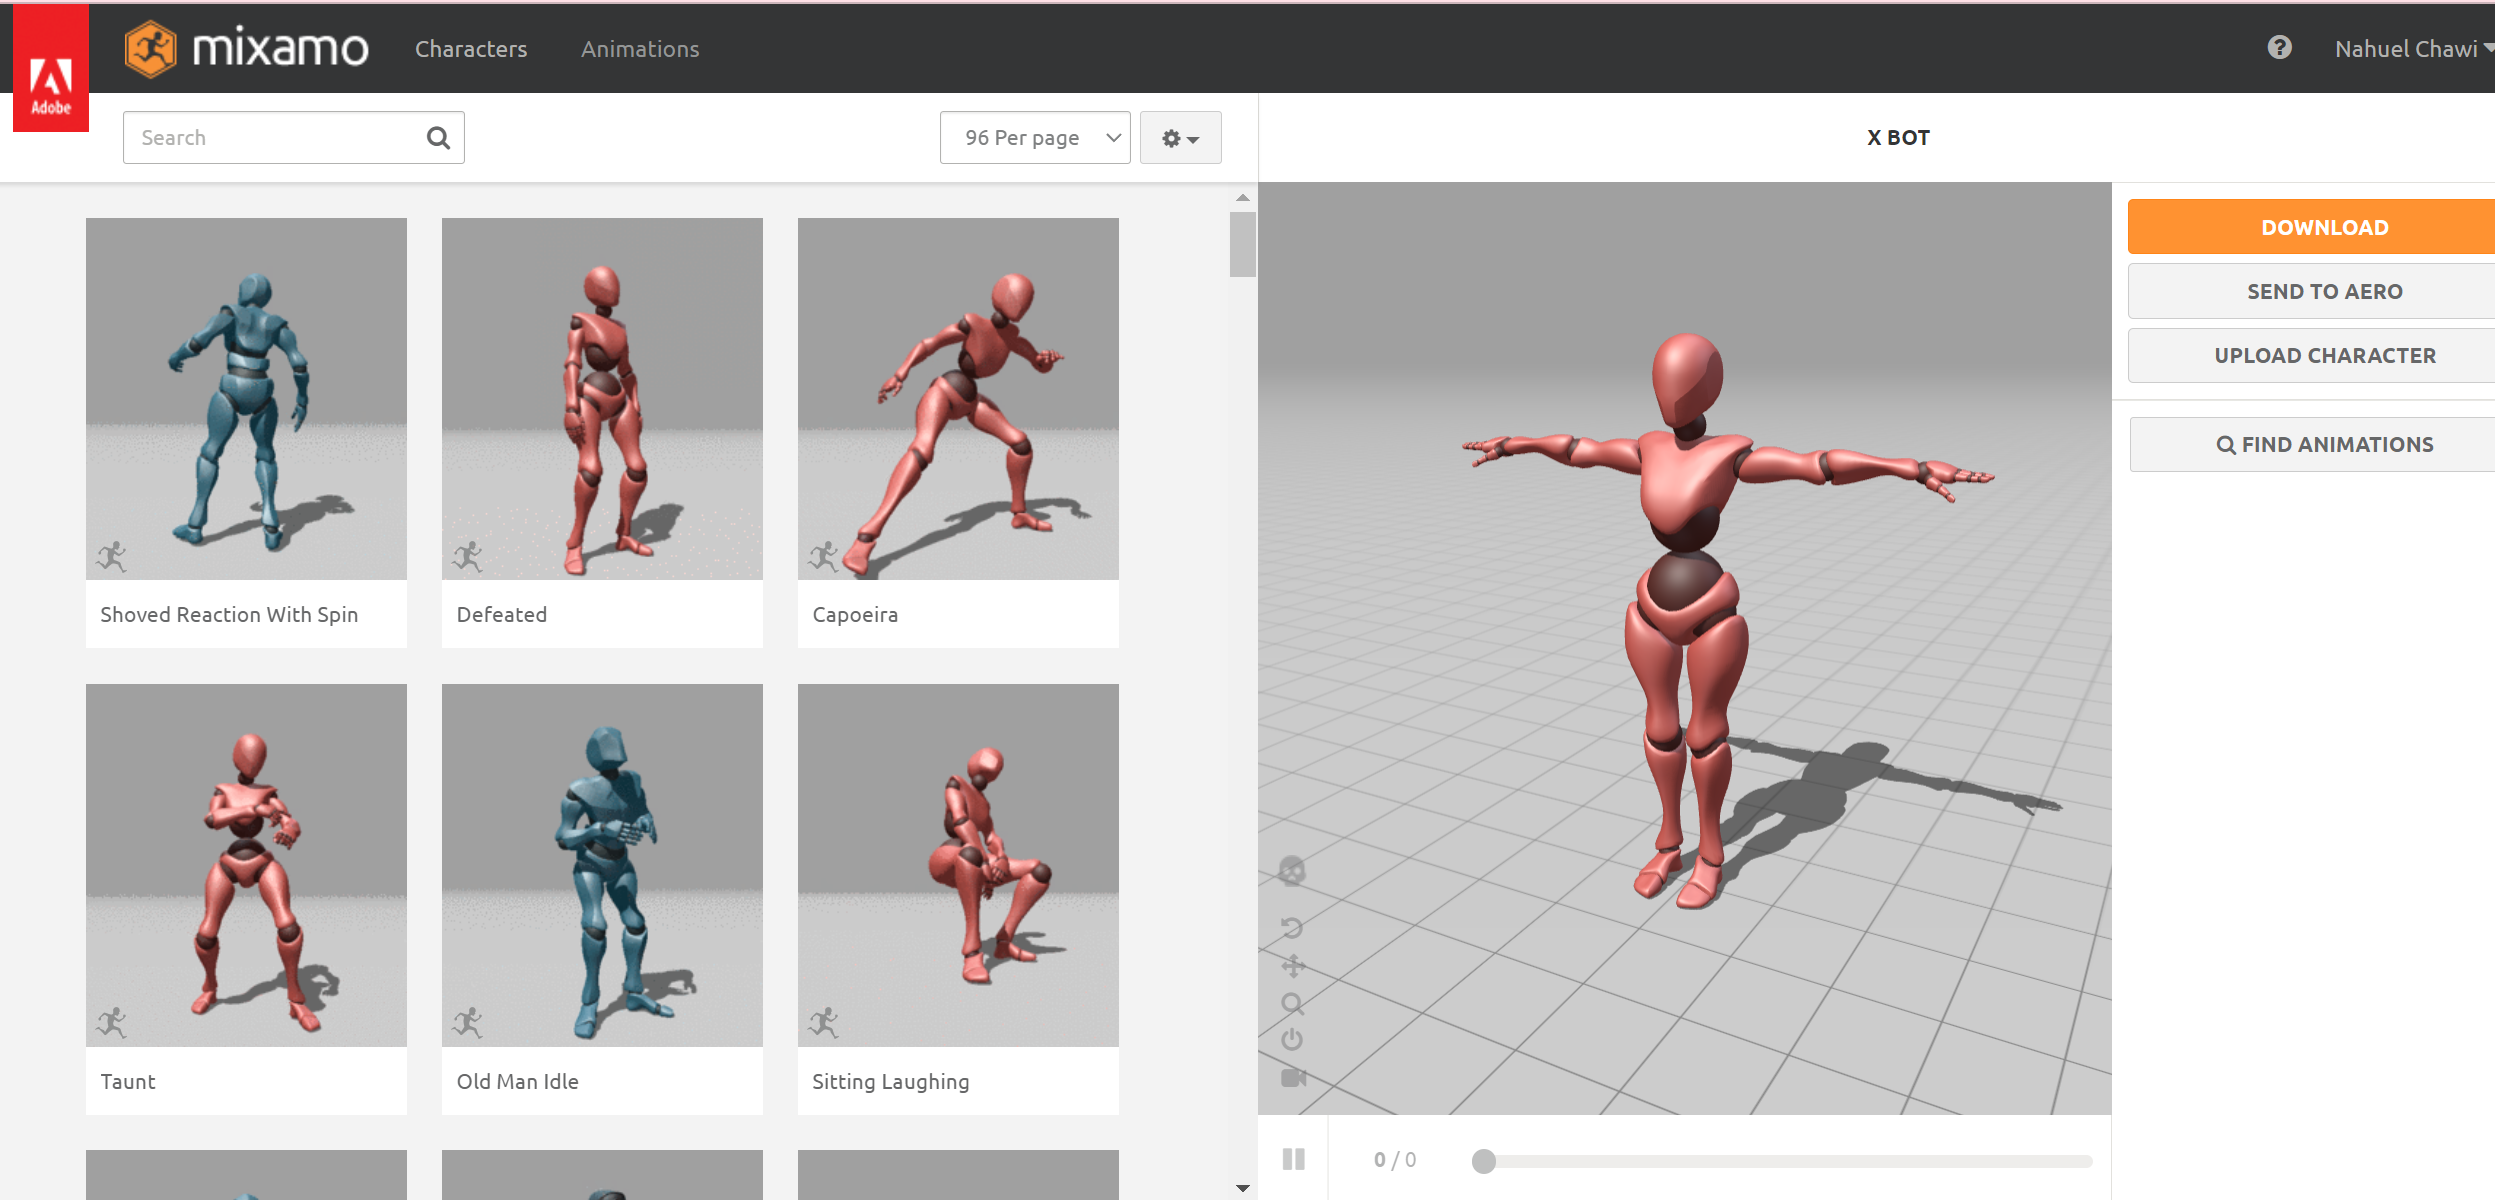 Adobe
mixamo
Characters
Animations
Nahuel Chawi
Search
96 Per page
X BOT
DOWNLOAD
SEND TO AERO
UPLOAD CHARACTER
FIND ANIMATIONS
Shoved Reaction With Spin
Defeated
Capoeira
Taunt
Old Man Idle
Sitting Laughing
0 / 0